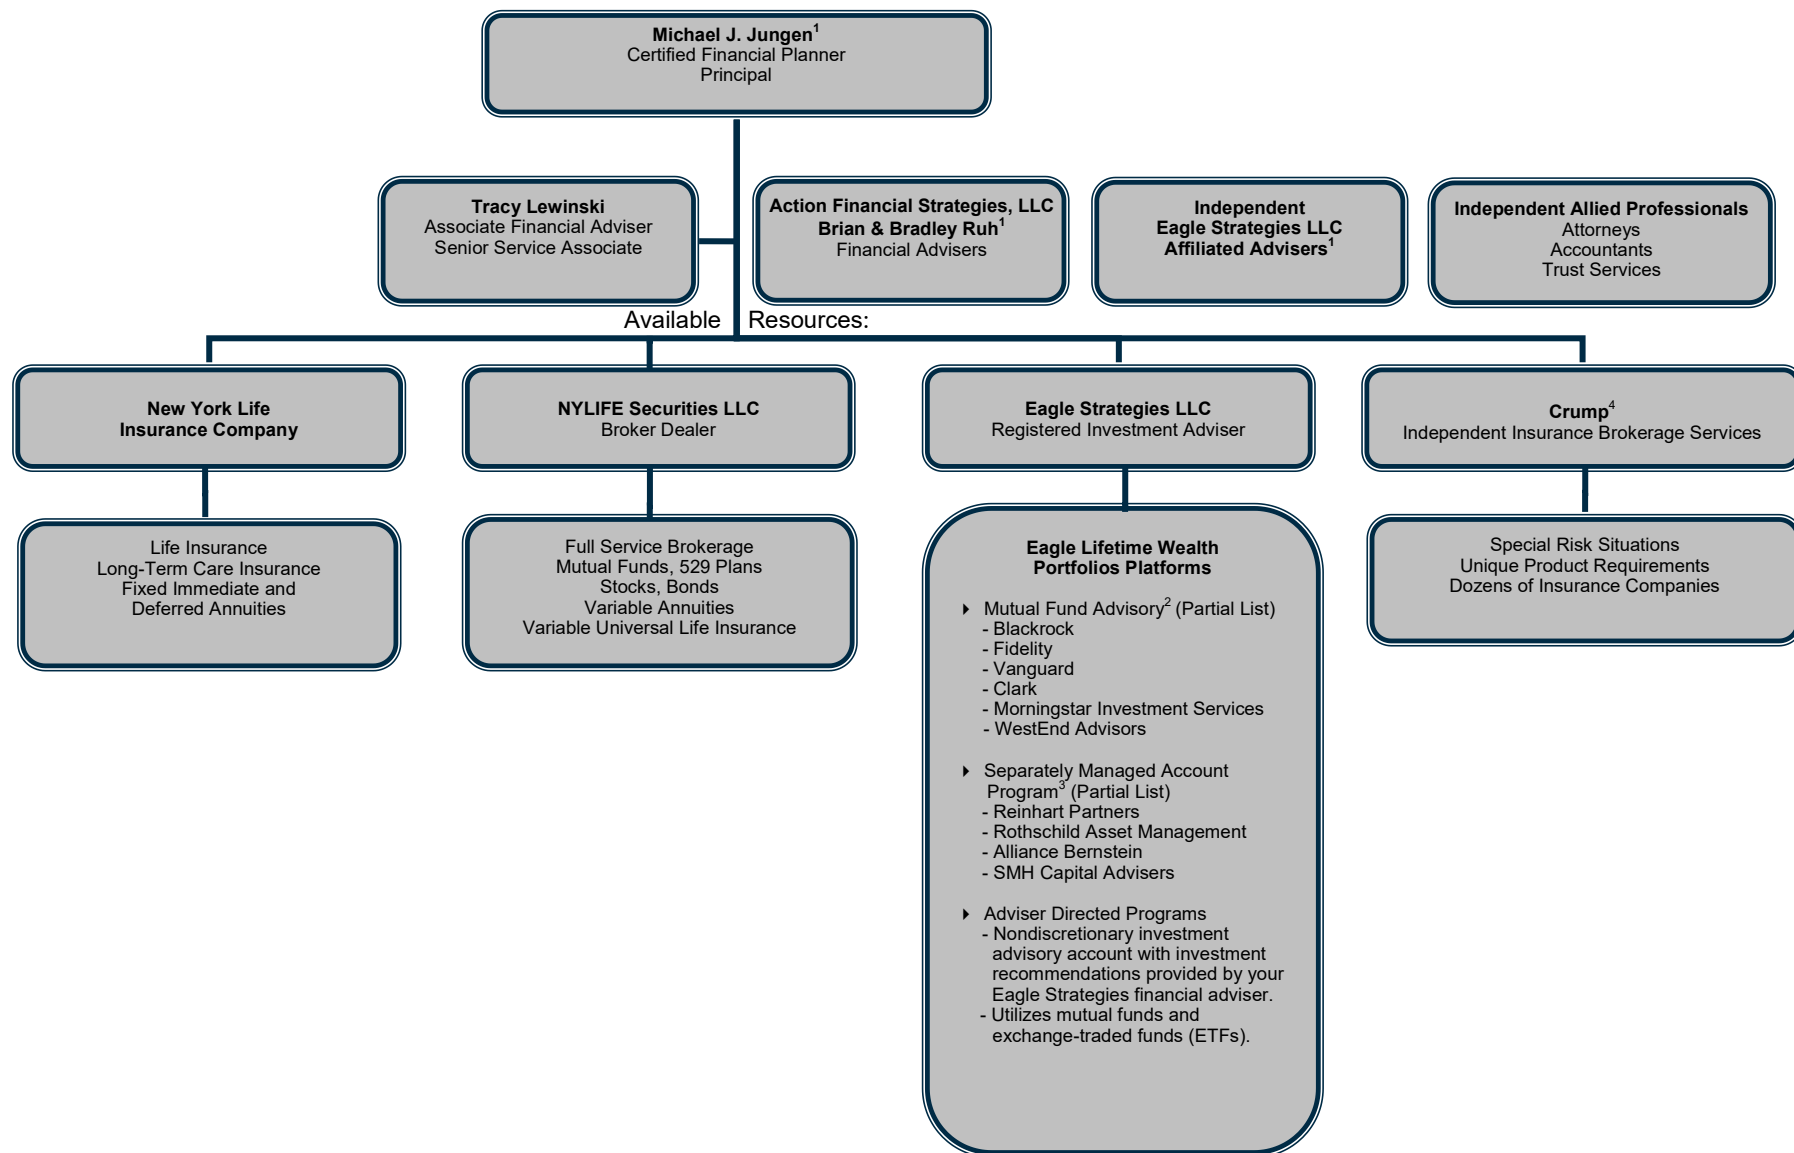 Michael J. Jungen¹
Certified Financial Planner
Principal
Tracy Lewinski
Associate Financial Adviser
Senior Service Associate
Action Financial Strategies, LLC
Brian & Bradley Ruh¹
Financial Advisers
Independent
Eagle Strategies LLC
Affiliated Advisers¹
Independent Allied Professionals
Attorneys
Accountants
Trust Services
Available Resources:
New York Life
Insurance Company
NYLIFE Securities LLC
Broker Dealer
Eagle Strategies LLC
Registered Investment Adviser
Crump⁴
Independent Insurance Brokerage Services
Life Insurance
Long-Term Care Insurance
Fixed Immediate and
Deferred Annuities
Full Service Brokerage
Mutual Funds, 529 Plans
Stocks, Bonds
Variable Annuities
Variable Universal Life Insurance
Eagle Lifetime Wealth
Portfolios Platforms
Mutual Fund Advisory² (Partial List)
- Blackrock
- Fidelity
- Vanguard
- Clark
- Morningstar Investment Services
- WestEnd Advisors
Separately Managed Account
Program³ (Partial List)
- Reinhart Partners
- Rothschild Asset Management
- Alliance Bernstein
- SMH Capital Advisers
Adviser Directed Programs
- Nondiscretionary investment
advisory account with investment
recommendations provided by your
Eagle Strategies financial adviser.
- Utilizes mutual funds and
exchange-traded funds (ETFs).
Special Risk Situations
Unique Product Requirements
Dozens of Insurance Companies